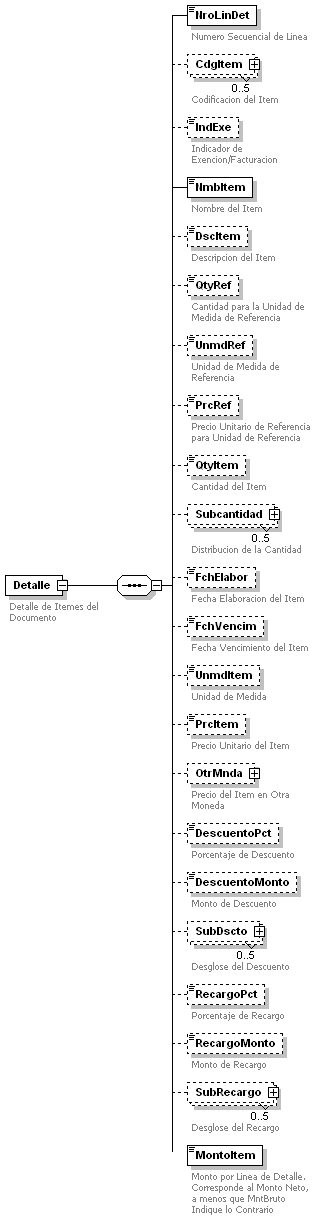 NroLinDet
Numero Secuencial de Linea
CdgItem
0..5
Codificacion del Item
IndExe
Indicador de
Exencion/Facturacion
NmbItem
Nombre del Item
DscItem
Descripcion del Item
QtyRef
Cantidad para la Unidad de
Medida de Referencia
UnmdRef
Unidad de Medida de
Referencia
PrcRef
Precio Unitario de Referencia
para Unidad de Referencia
QtyItem
Cantidad del Item
Subcantidad
0..5
Distribucion de la Cantidad
Detalle
Detalle de Itemes del
Documento
FchElabor
Fecha Elaboracion del Item
FchVencim
Fecha Vencimiento del Item
UnmdItem
Unidad de Medida
PrcItem
Precio Unitario del Item
OtrMnda
Precio del Item en Otra
Moneda
DescuentoPct
Porcentaje de Descuento
DescuentoMonto
Monto de Descuento
SubDscto
0..5
Desglose del Descuento
RecargoPct
Porcentaje de Recargo
RecargoMonto
Monto de Recargo
SubRecargo
0..5
Desglose del Recargo
MontoItem
Monto por Linea de Detalle.
Corresponde al Monto Neto,
a menos que MntBruto
Indique lo Contrario